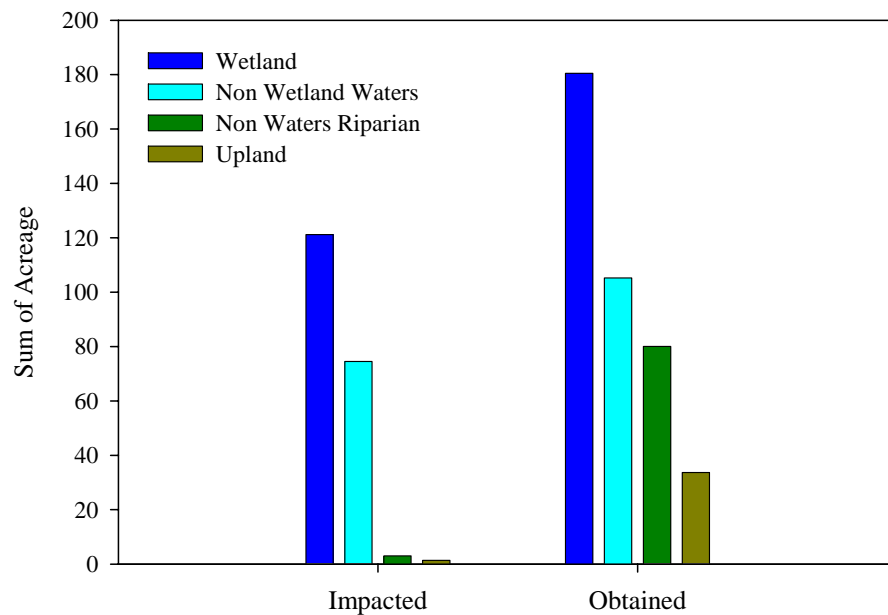 200
180
160
140
120
100
80
60
40
20
0
Sum of Acreage
Wetland
Non Wetland Waters
Non Waters Riparian
Upland
Impacted
Obtained